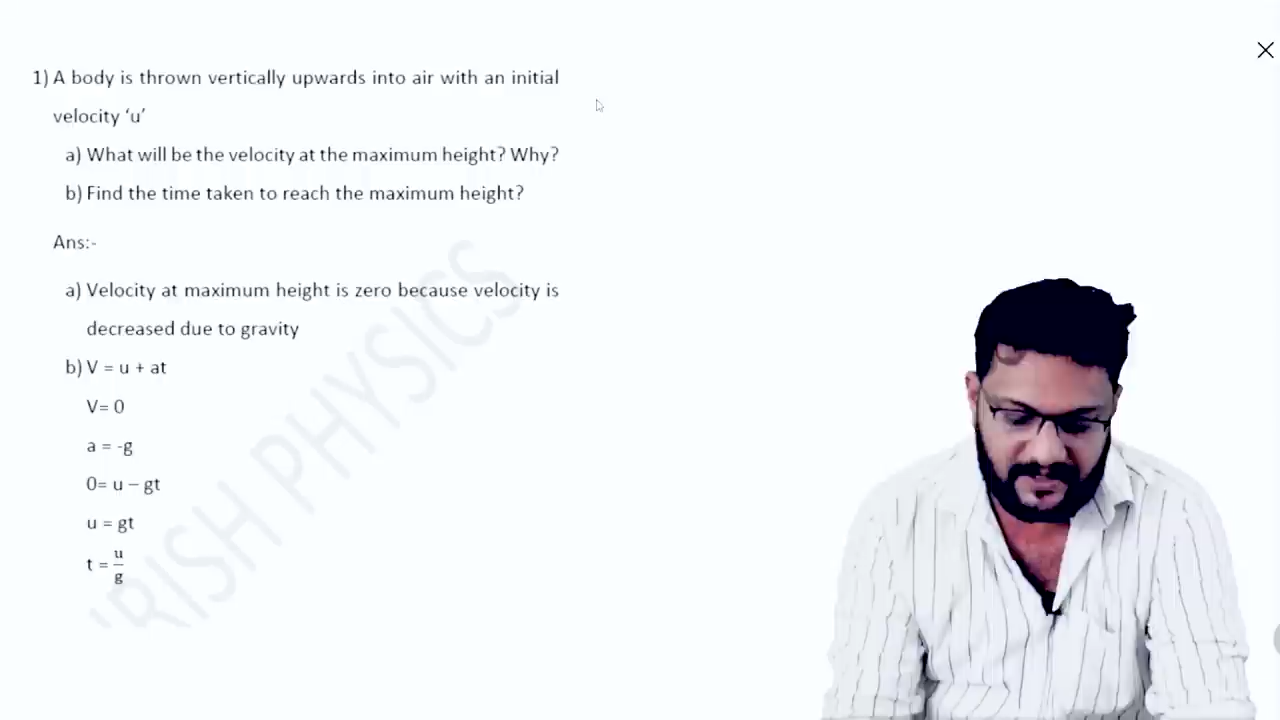 1) A body is thrown vertically upwards into air with an initial
velocity ‘u’
a) What will be the velocity at the maximum height? Why?
b) Find the time taken to reach the maximum height?
Ans:-
a) Velocity at maximum height is zero because velocity is
decreased due to gravity
b) V = u + at
V= 0
a = -g
0= u – gt
u = gt
t = u/g
RISH PHYSICS